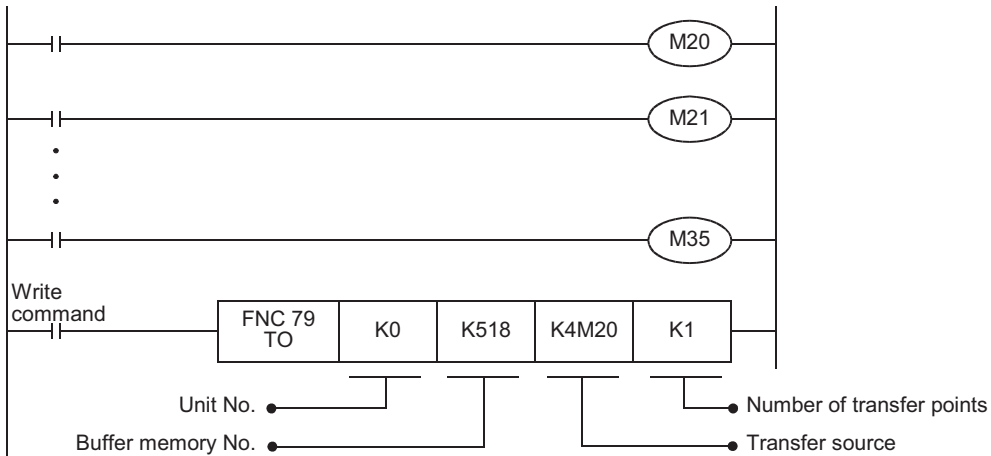 M20
M21
M35
Write
command
FNC 79
TO
K0
K518
K4M20
K1
Unit No.
Number of transfer points
Buffer memory No.
Transfer source